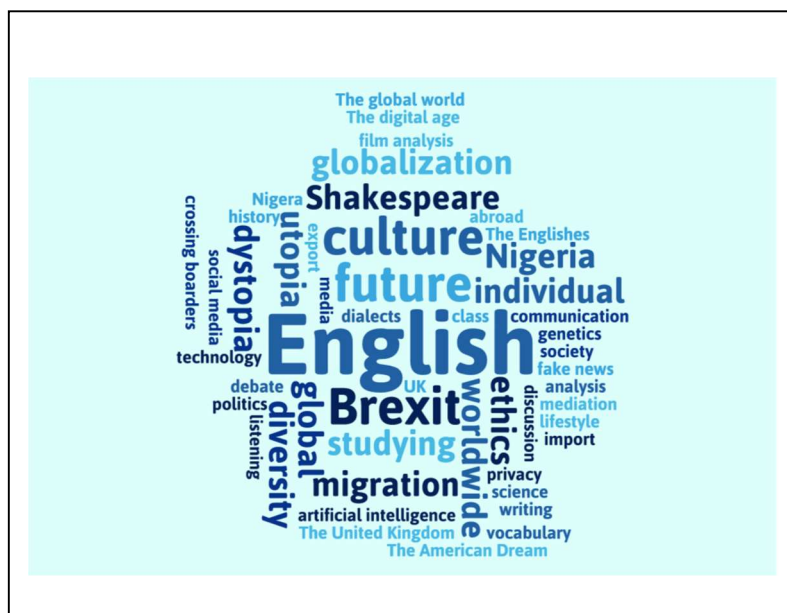 The global world
The digital age
film analysis
globalization
Shakespeare
Nigera
abroad
history
culture
The Englishes
crossing boarders
social media
dystopia
utopia
export
Nigeria
future
individual
media
dialects
class
communication
English
genetics
technology
society
fake news
debate
UK
analysis
politics
global
Brexit
worldwide
ethics
discussion
mediation
lifestyle
listening
diversity
studying
import
migration
privacy
science
artificial intelligence
writing
The United Kingdom
vocabulary
The American Dream